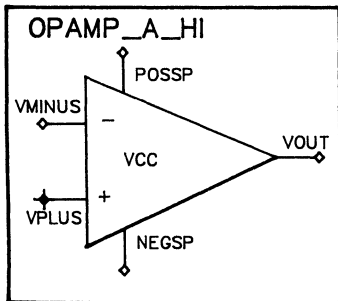 OPAMP_A_HI
POSSP
VMINUS
−
VCC
VOUT
+
VPLUS
NEGSP